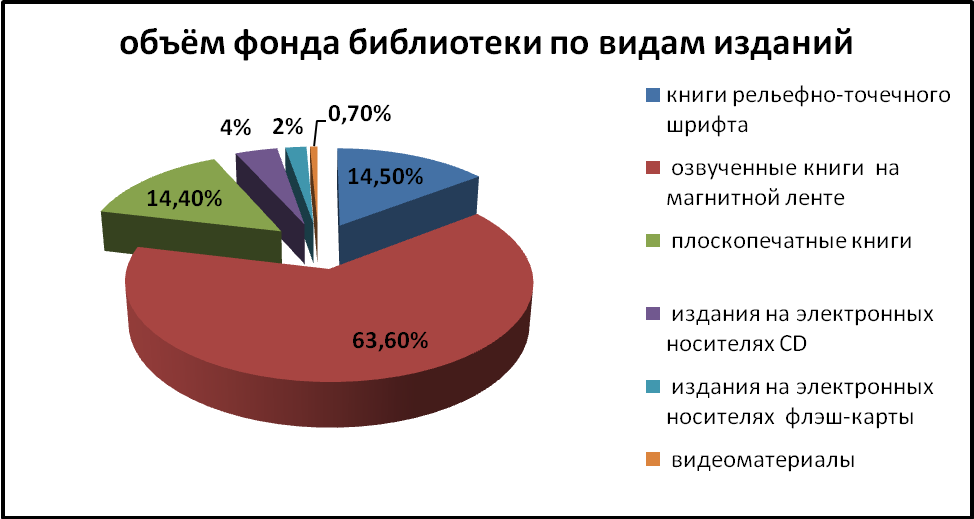 объём фонда библиотеки по видам изданий
4%
2%
0,70%
14,50%
14,40%
63,60%
книги рельефно-точечного
шрифта
озвученные книги на
магнитной ленте
плоскопечатные книги
издания на электронных
носителях CD
издания на электронных
носителях флэш-карты
видеоматериалы